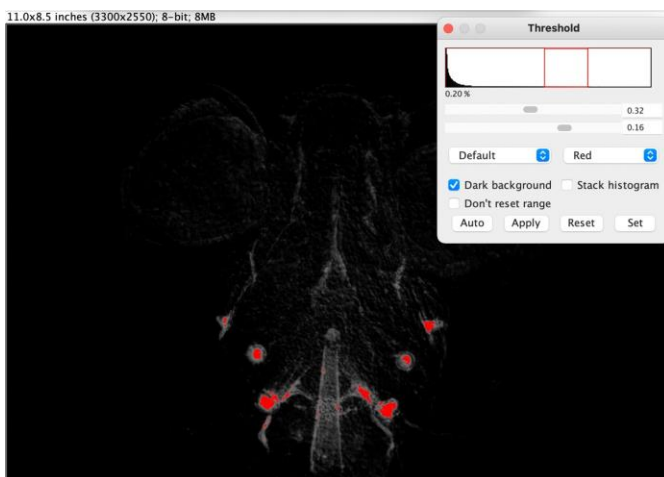 11.0x8.5 inches (3300x2550); 8-bit; 8MB
Threshold
0.20 %
0.32
0.16
Default
Red
Dark background
Stack histogram
Don't reset range
Auto
Apply
Reset
Set